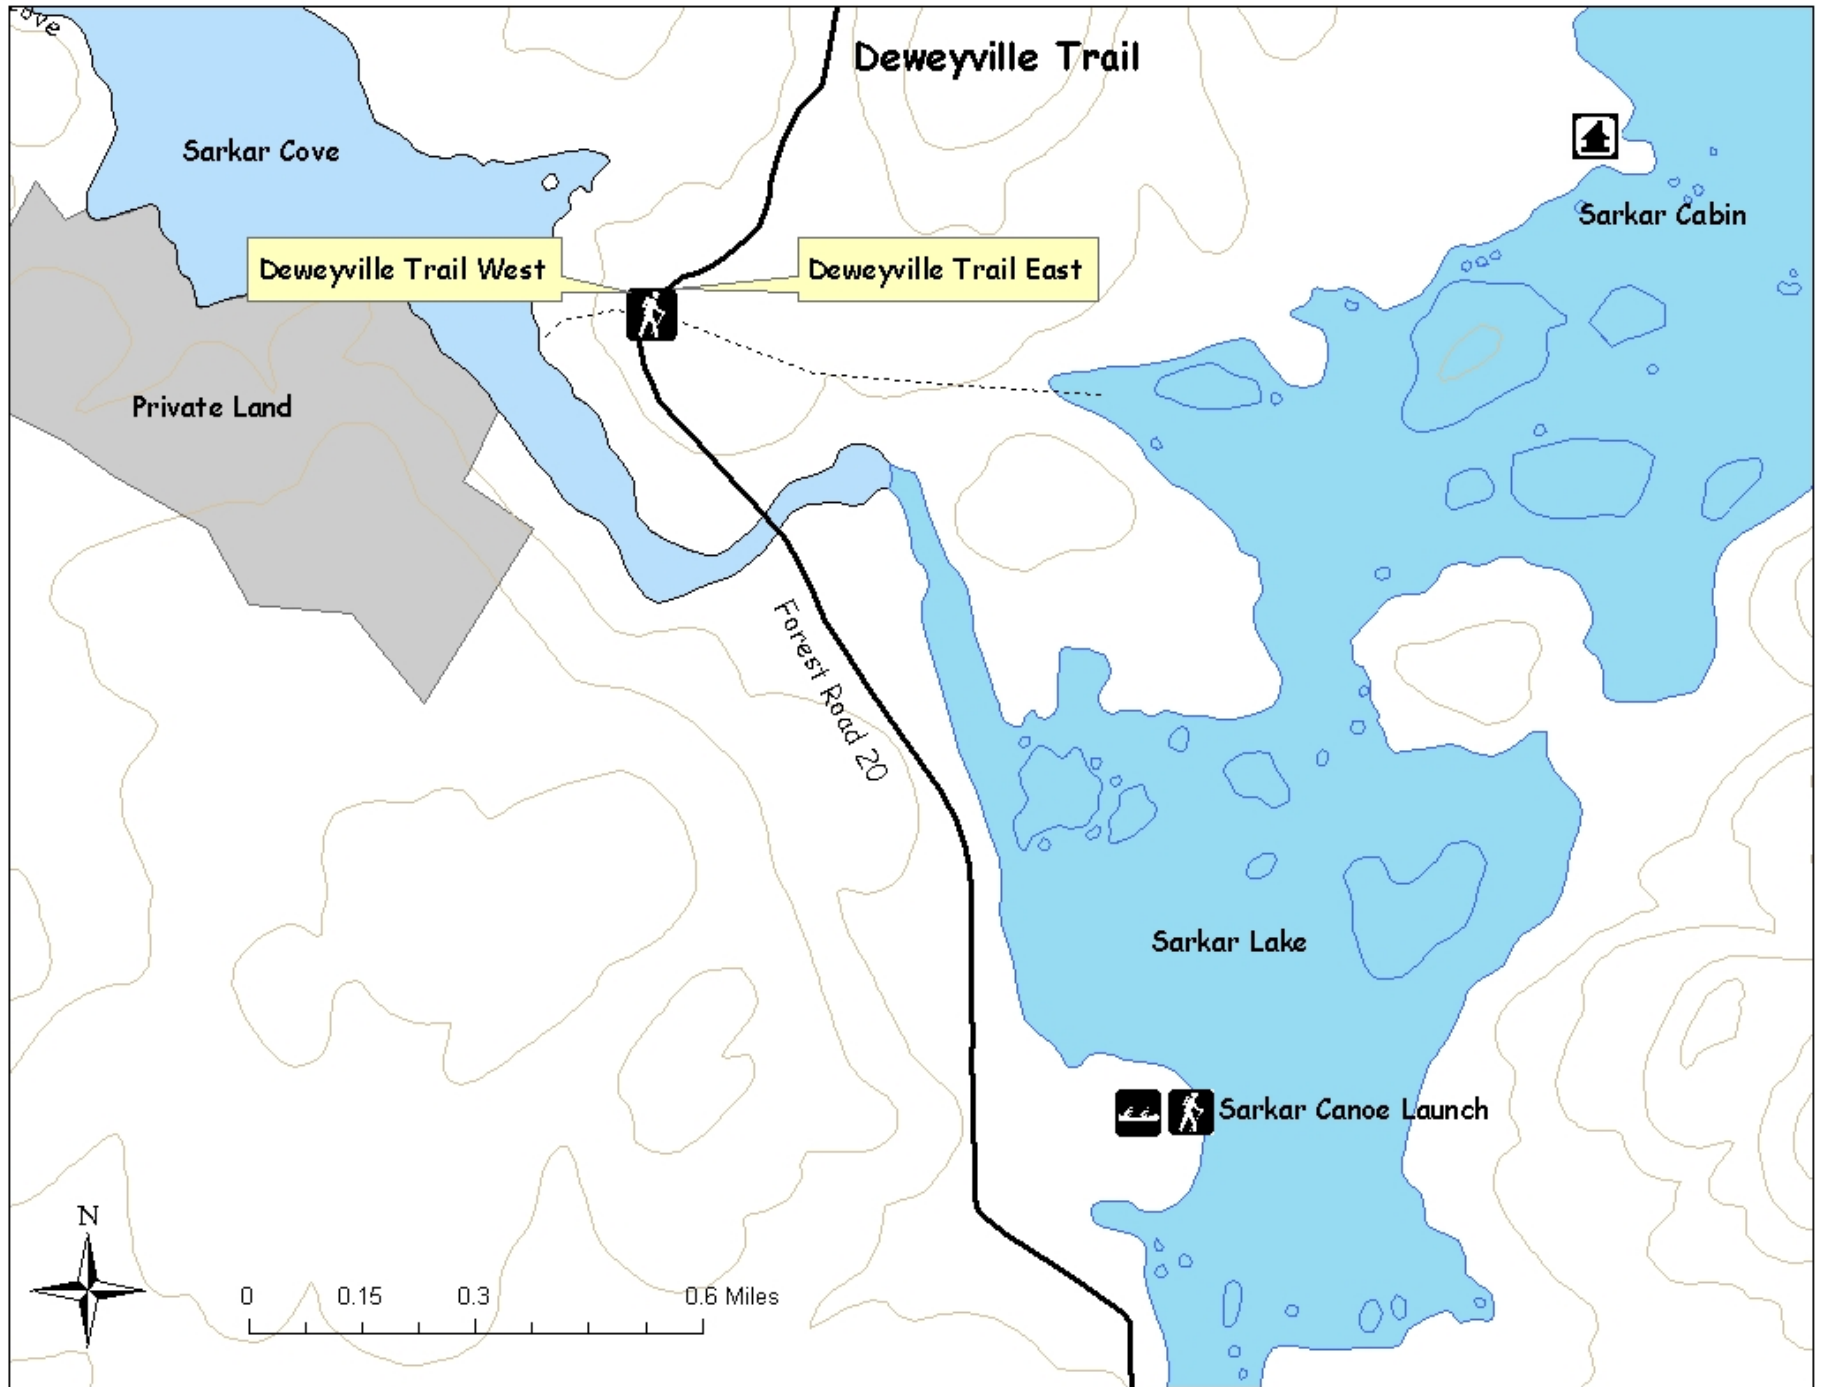 Deweyville Trail
Sarkar Cove
Sarkar Cabin
Deweyville Trail West
Deweyville Trail East
Private Land
Forest Road 20
Sarkar Lake
Sarkar Canoe Launch
N
0 0.15 0.3 0.6 Miles